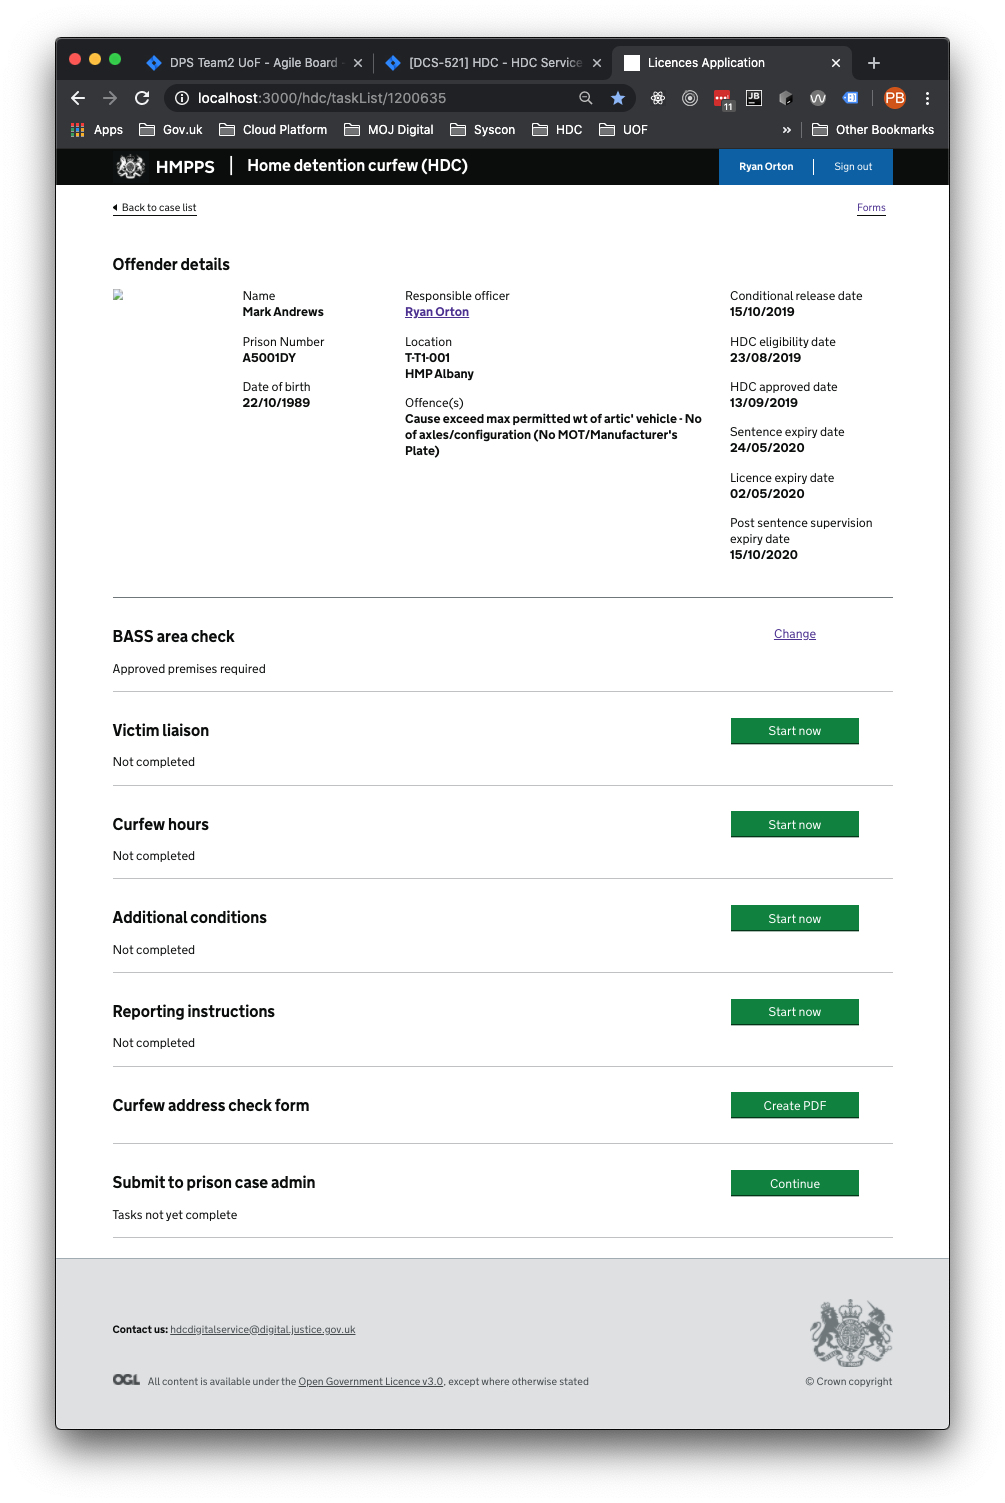 DPS Team2 UoF - Agile Board -
[DCS-521] HDC - HDC Service
Licences Application
localhost:3000/hdc/taskList/1200635
11
JB
PB
Apps
Gov.uk
Cloud Platform
MOJ Digital
Syscon
HDC
UOF
»
Other Bookmarks
HMPPS
Home detention curfew (HDC)
Ryan Orton
Sign out
Back to case list
Forms
Offender details
Name
Mark Andrews
Prison Number
A5001DY
Date of birth
22/10/1989
Responsible officer
Ryan Orton
Location
T-T1-001
HMP Albany
Offence(s)
Cause exceed max permitted wt of artic' vehicle - No
of axles/configuration (No MOT/Manufacturer's
Plate)
Conditional release date
15/10/2019
HDC eligibility date
23/08/2019
HDC approved date
13/09/2019
Sentence expiry date
24/05/2020
Licence expiry date
02/05/2020
Post sentence supervision
expiry date
15/10/2020
BASS area check
Change
Approved premises required
Victim liaison
Start now
Not completed
Curfew hours
Start now
Not completed
Additional conditions
Start now
Not completed
Reporting instructions
Start now
Not completed
Curfew address check form
Create PDF
Submit to prison case admin
Continue
Tasks not yet complete
Contact us: hdcdigitalservice@digital.justice.gov.uk
OGL All content is available under the Open Government Licence v3.0, except where otherwise stated
© Crown copyright